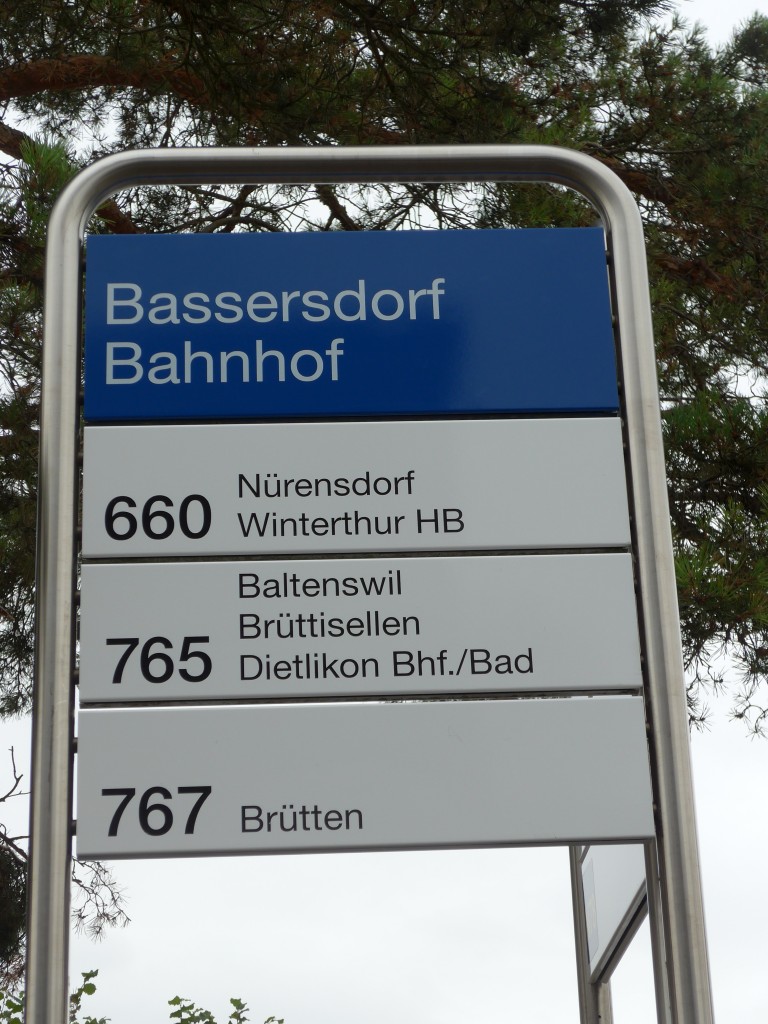 Bassersdorf
Bahnhof
660 Nürensdorf
Winterthur HB
Baltenswil
Brüttisellen
765 Dietlikon Bhf./Bad
767 Brütten